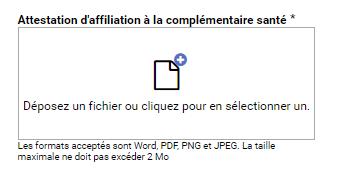 Attestation d'affiliation à la complémentaire santé *
Déposez un fichier ou cliquez pour en sélectionner un.
Les formats acceptés sont Word, PDF, PNG et JPEG. La taille
maximale ne doit pas excéder 2 Mo